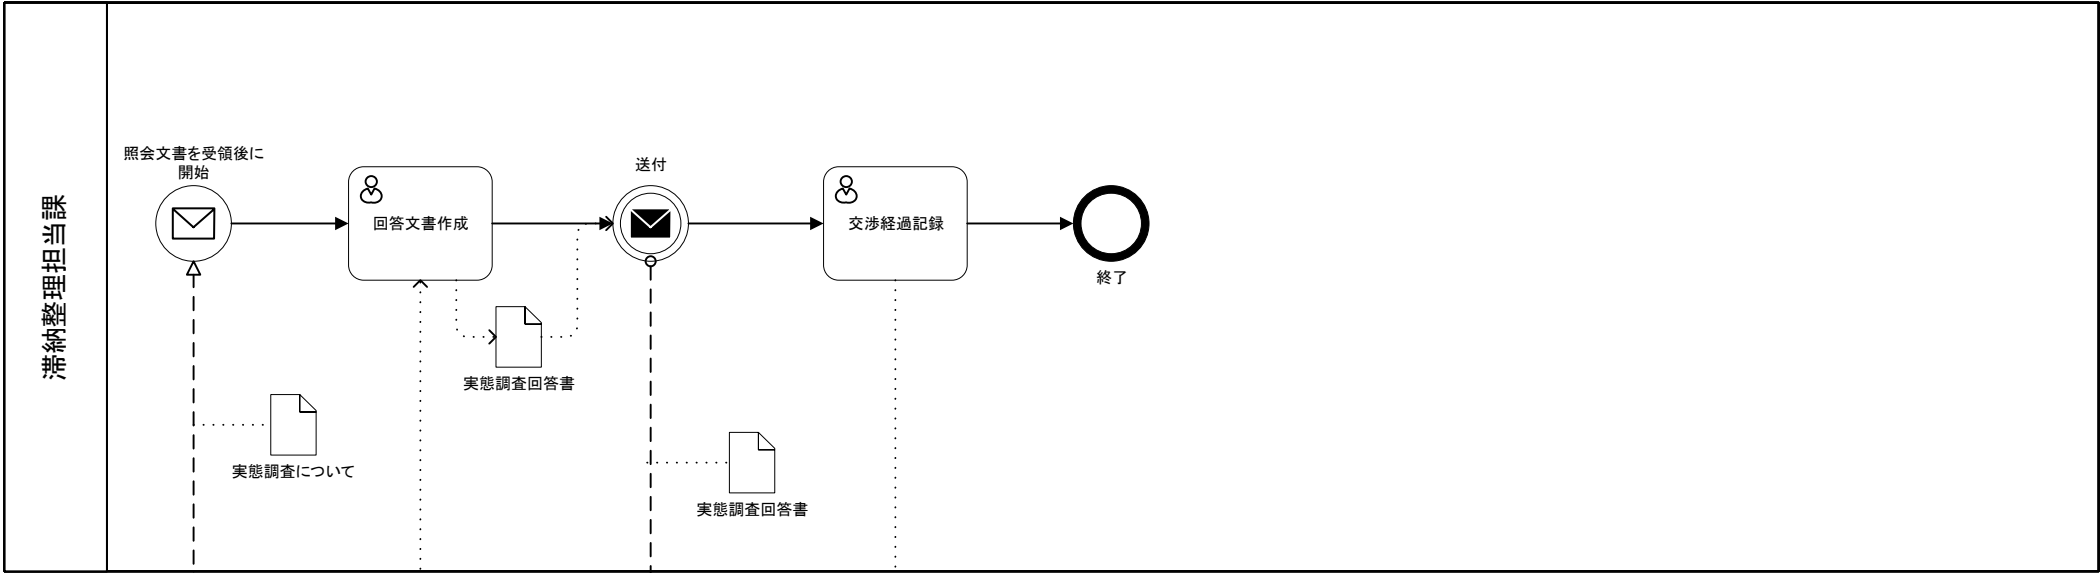 滞納整理担当課
照会文書を受領後に
開始
回答文書作成
送付
交渉経過記録
終了
実態調査回答書
実態調査について
実態調査回答書